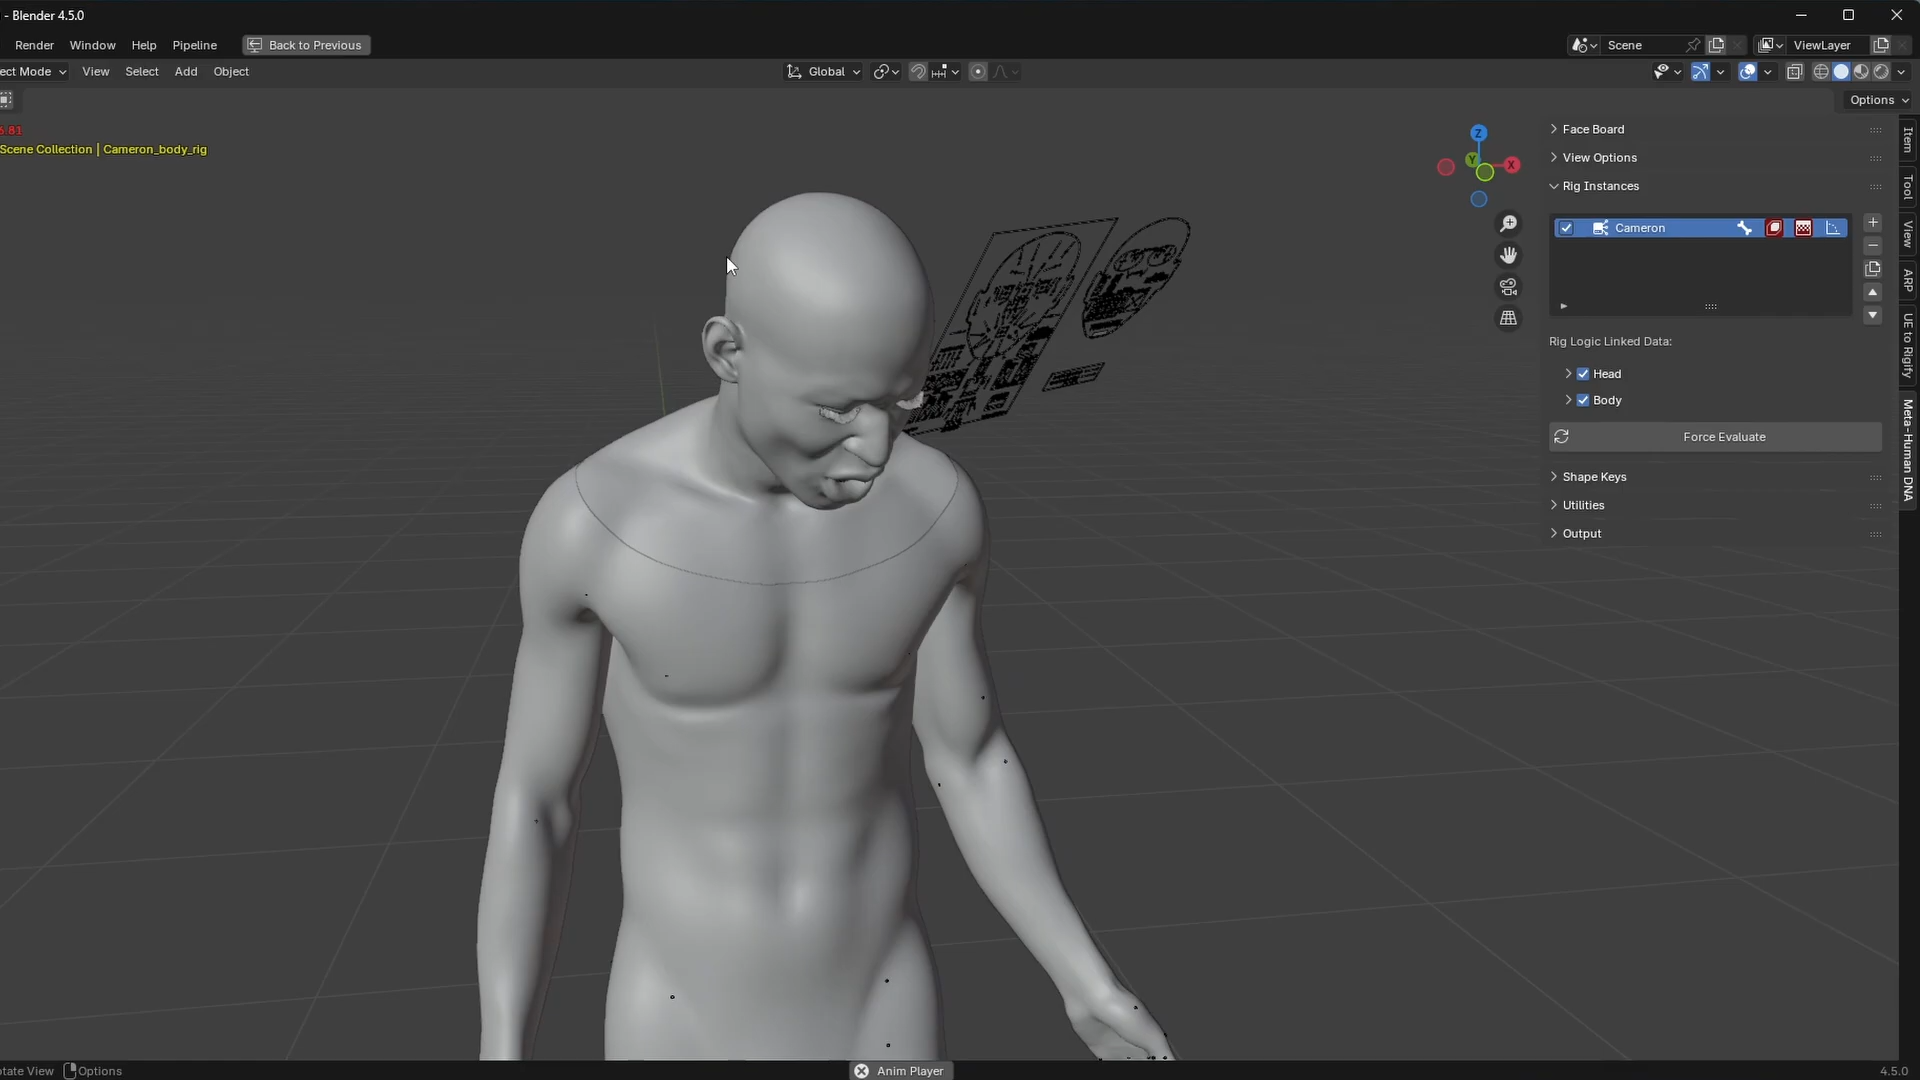 - Blender 4.5.0
Render Window Help Pipeline Back to Previous Scene ViewLayer
ect Mode View Select Add Object Global
Options
6.81
Scene Collection | Cameron_body_rig
Z
Y
X
Face Board
View Options
Rig Instances
Cameron
Rig Logic Linked Data:
Head
Body
Force Evaluate
Shape Keys
Utilities
Output
Item
Tool
View
ARP
UE to Rigify
Meta-Human DNA
otate View Options Anim Player 4.5.0